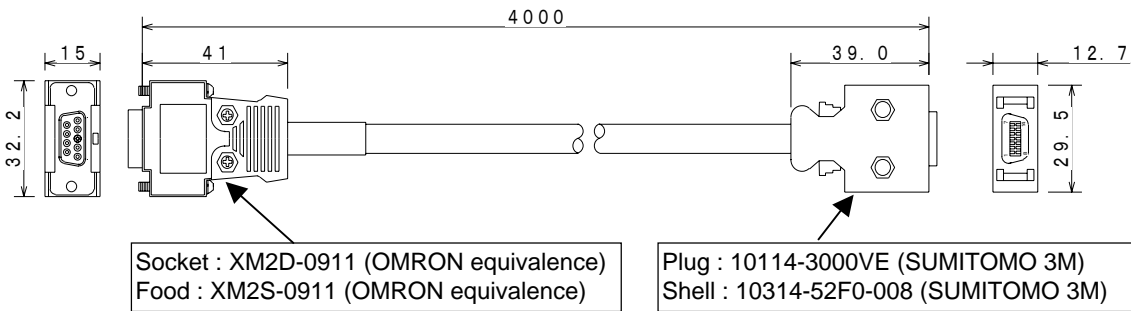 4000
15
41
39.0
12.7
32.2
29.5
Socket : XM2D-0911 (OMRON equivalence)
Food : XM2S-0911 (OMRON equivalence)
Plug : 10114-3000VE (SUMITOMO 3M)
Shell : 10314-52F0-008 (SUMITOMO 3M)